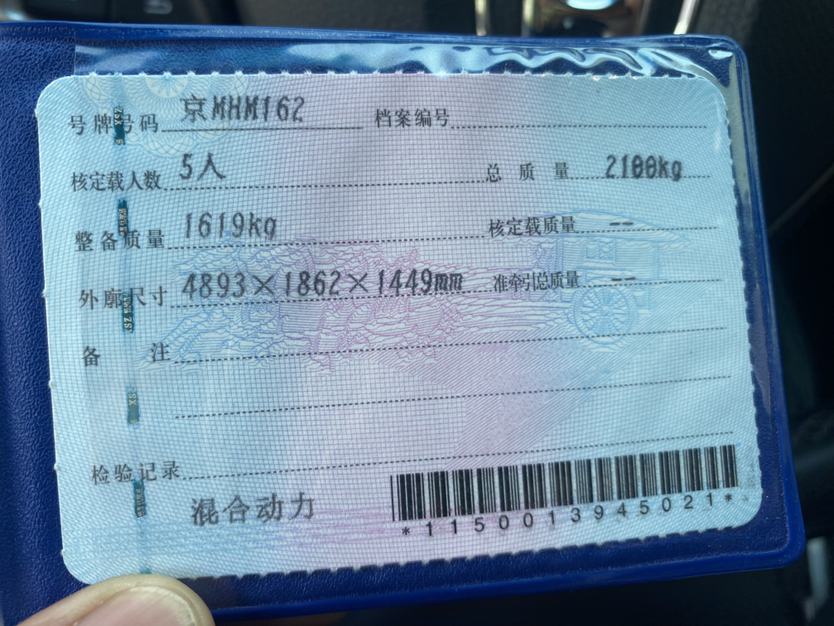 号牌号码 京MHM162 档案编号
核定载人数 5人 总质量 2100kg
整备质量 1619kg 核定载质量 --
外廓尺寸 4893×1862×1449mm 准牵引总质量 --
备注
检验记录
混合动力
*1150013945021*